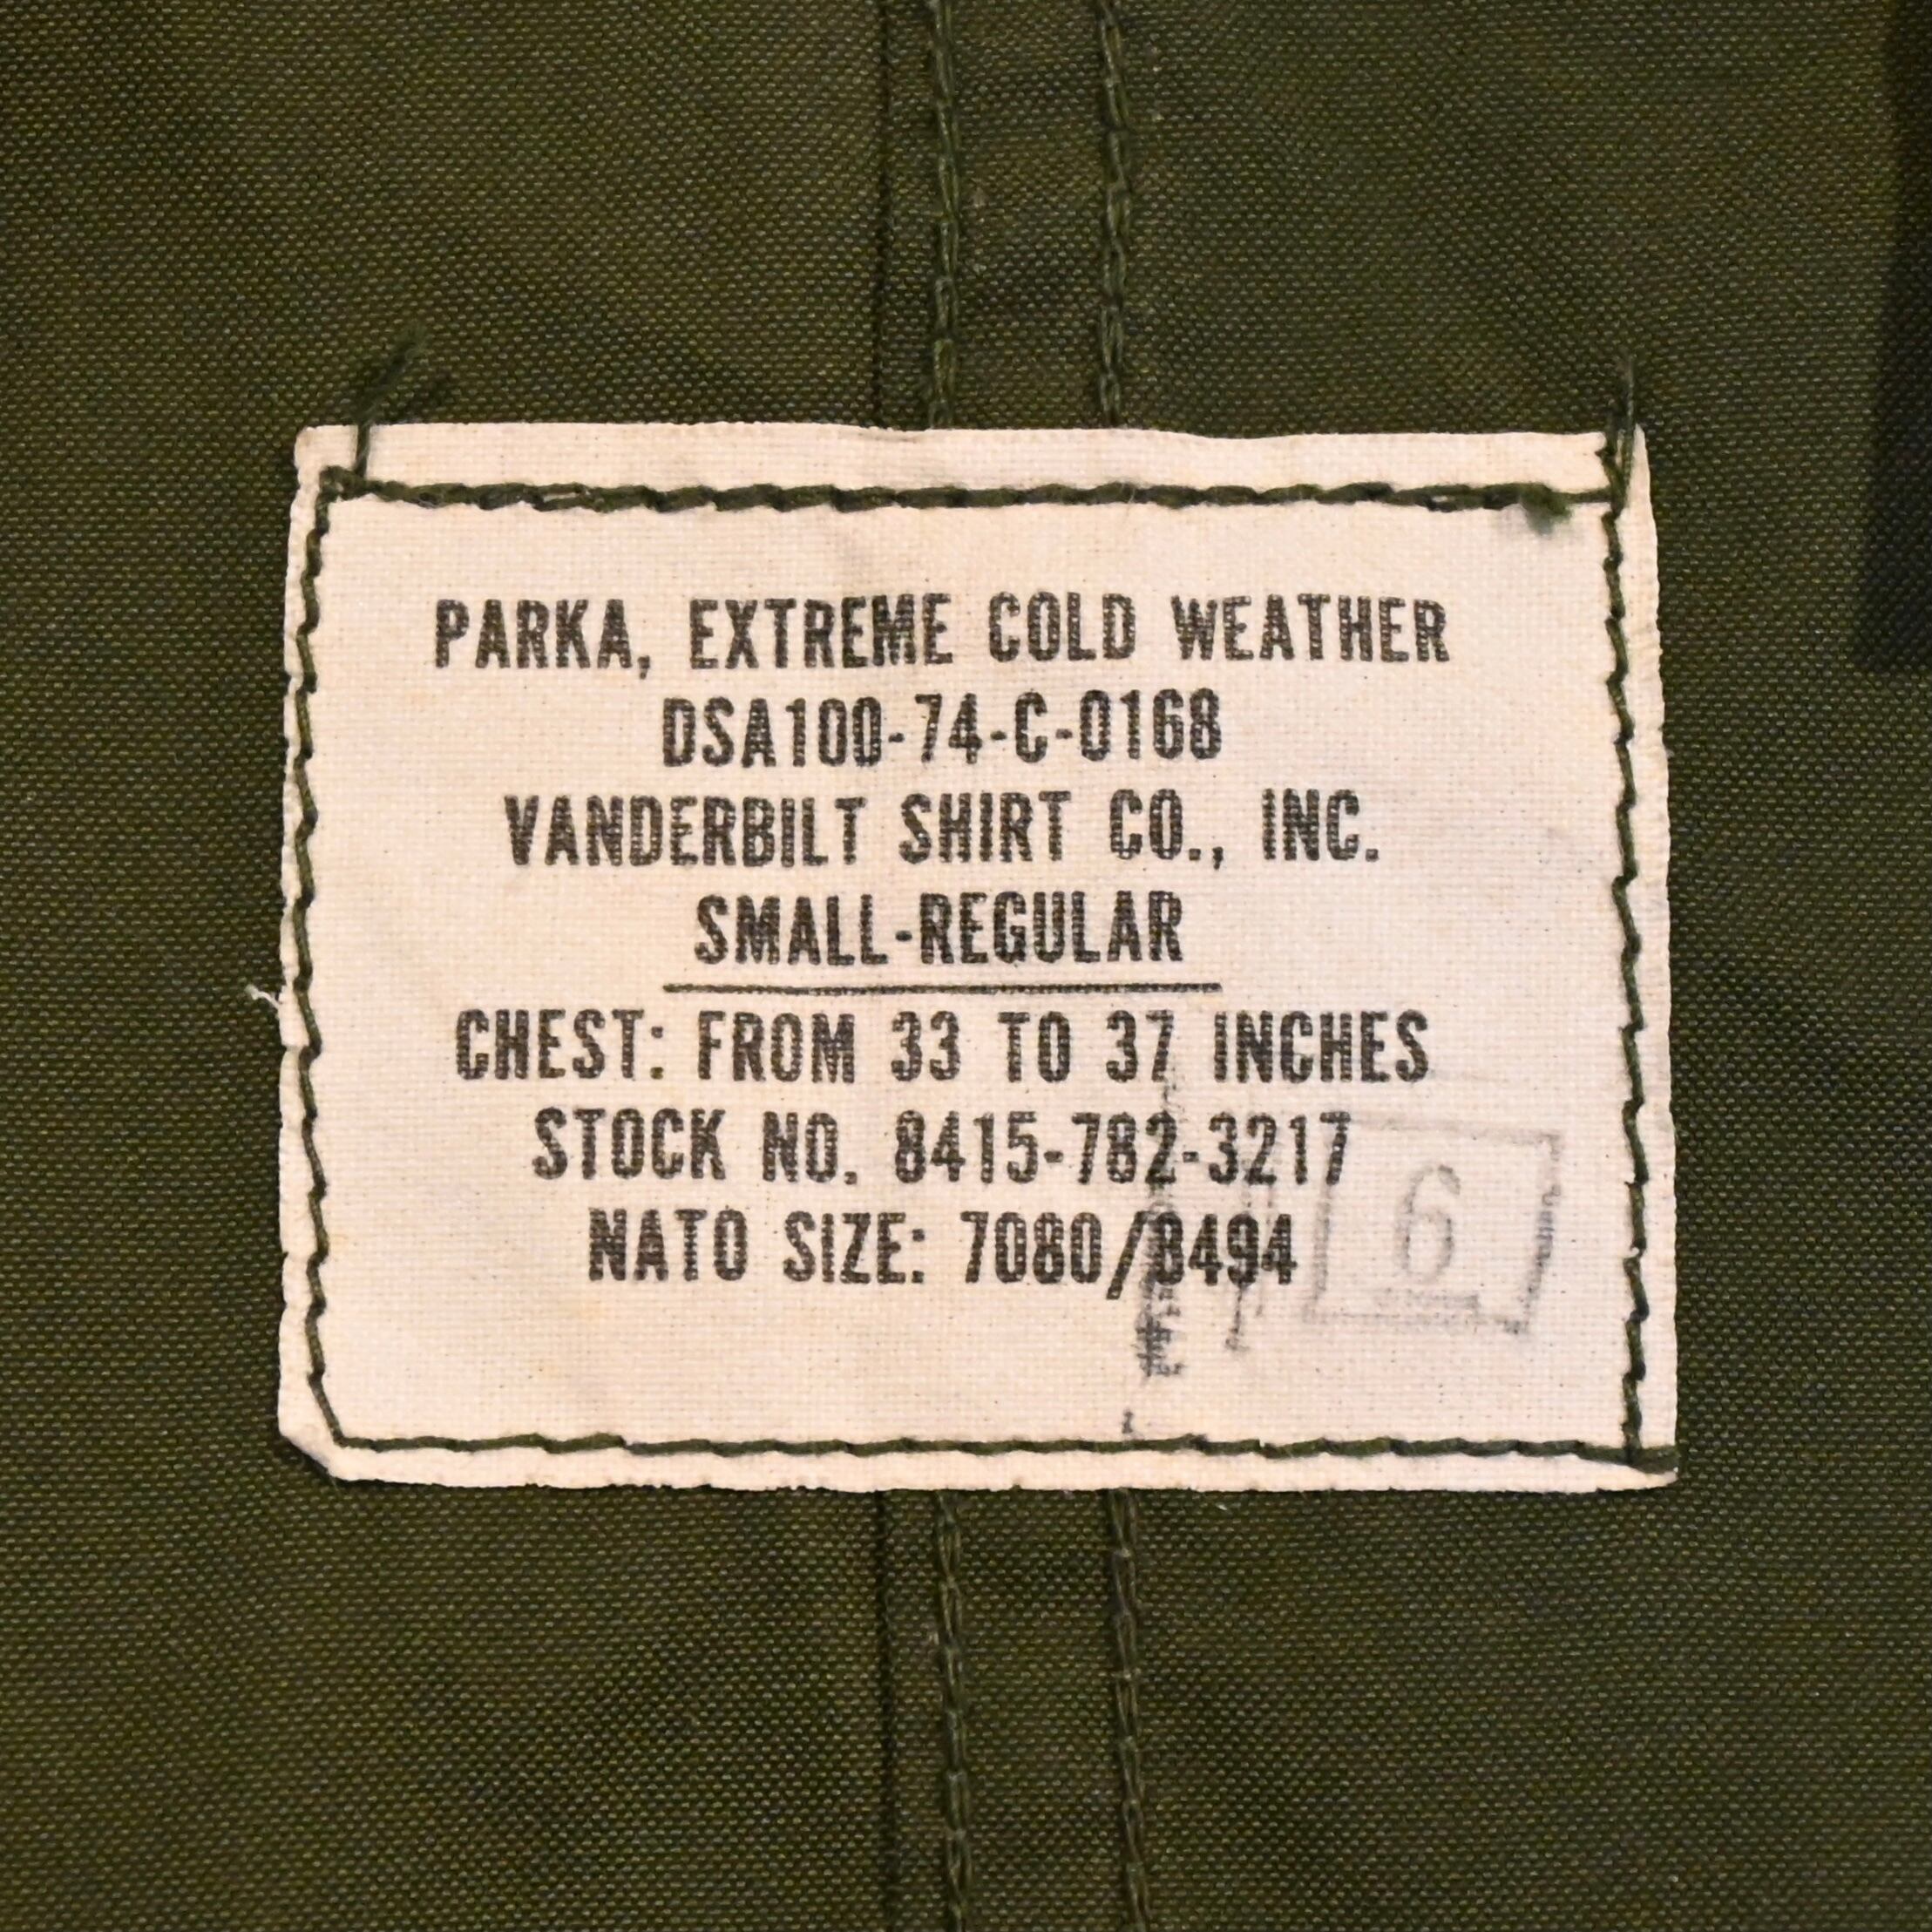 PARKA, EXTREME COLD WEATHER
DSA100-74-C-0168
VANDERBILT SHIRT CO., INC.
SMALL-REGULAR
CHEST: FROM 33 TO 37 INCHES
STOCK NO. 8415-782-3217
NATO SIZE: 7080/8494
6